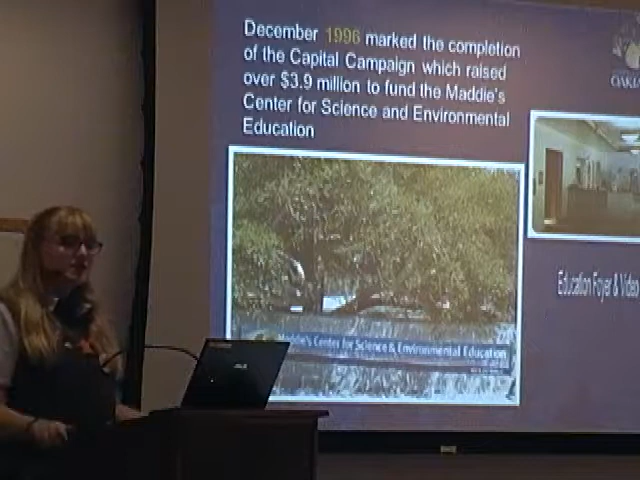 December 1996 marked the completion
of the Capital Campaign which raised
over $3.9 million to fund the Maddie's
Center for Science and Environmental
Education
Maddie's Center for Science & Environmental Education
Education Foyer & Video